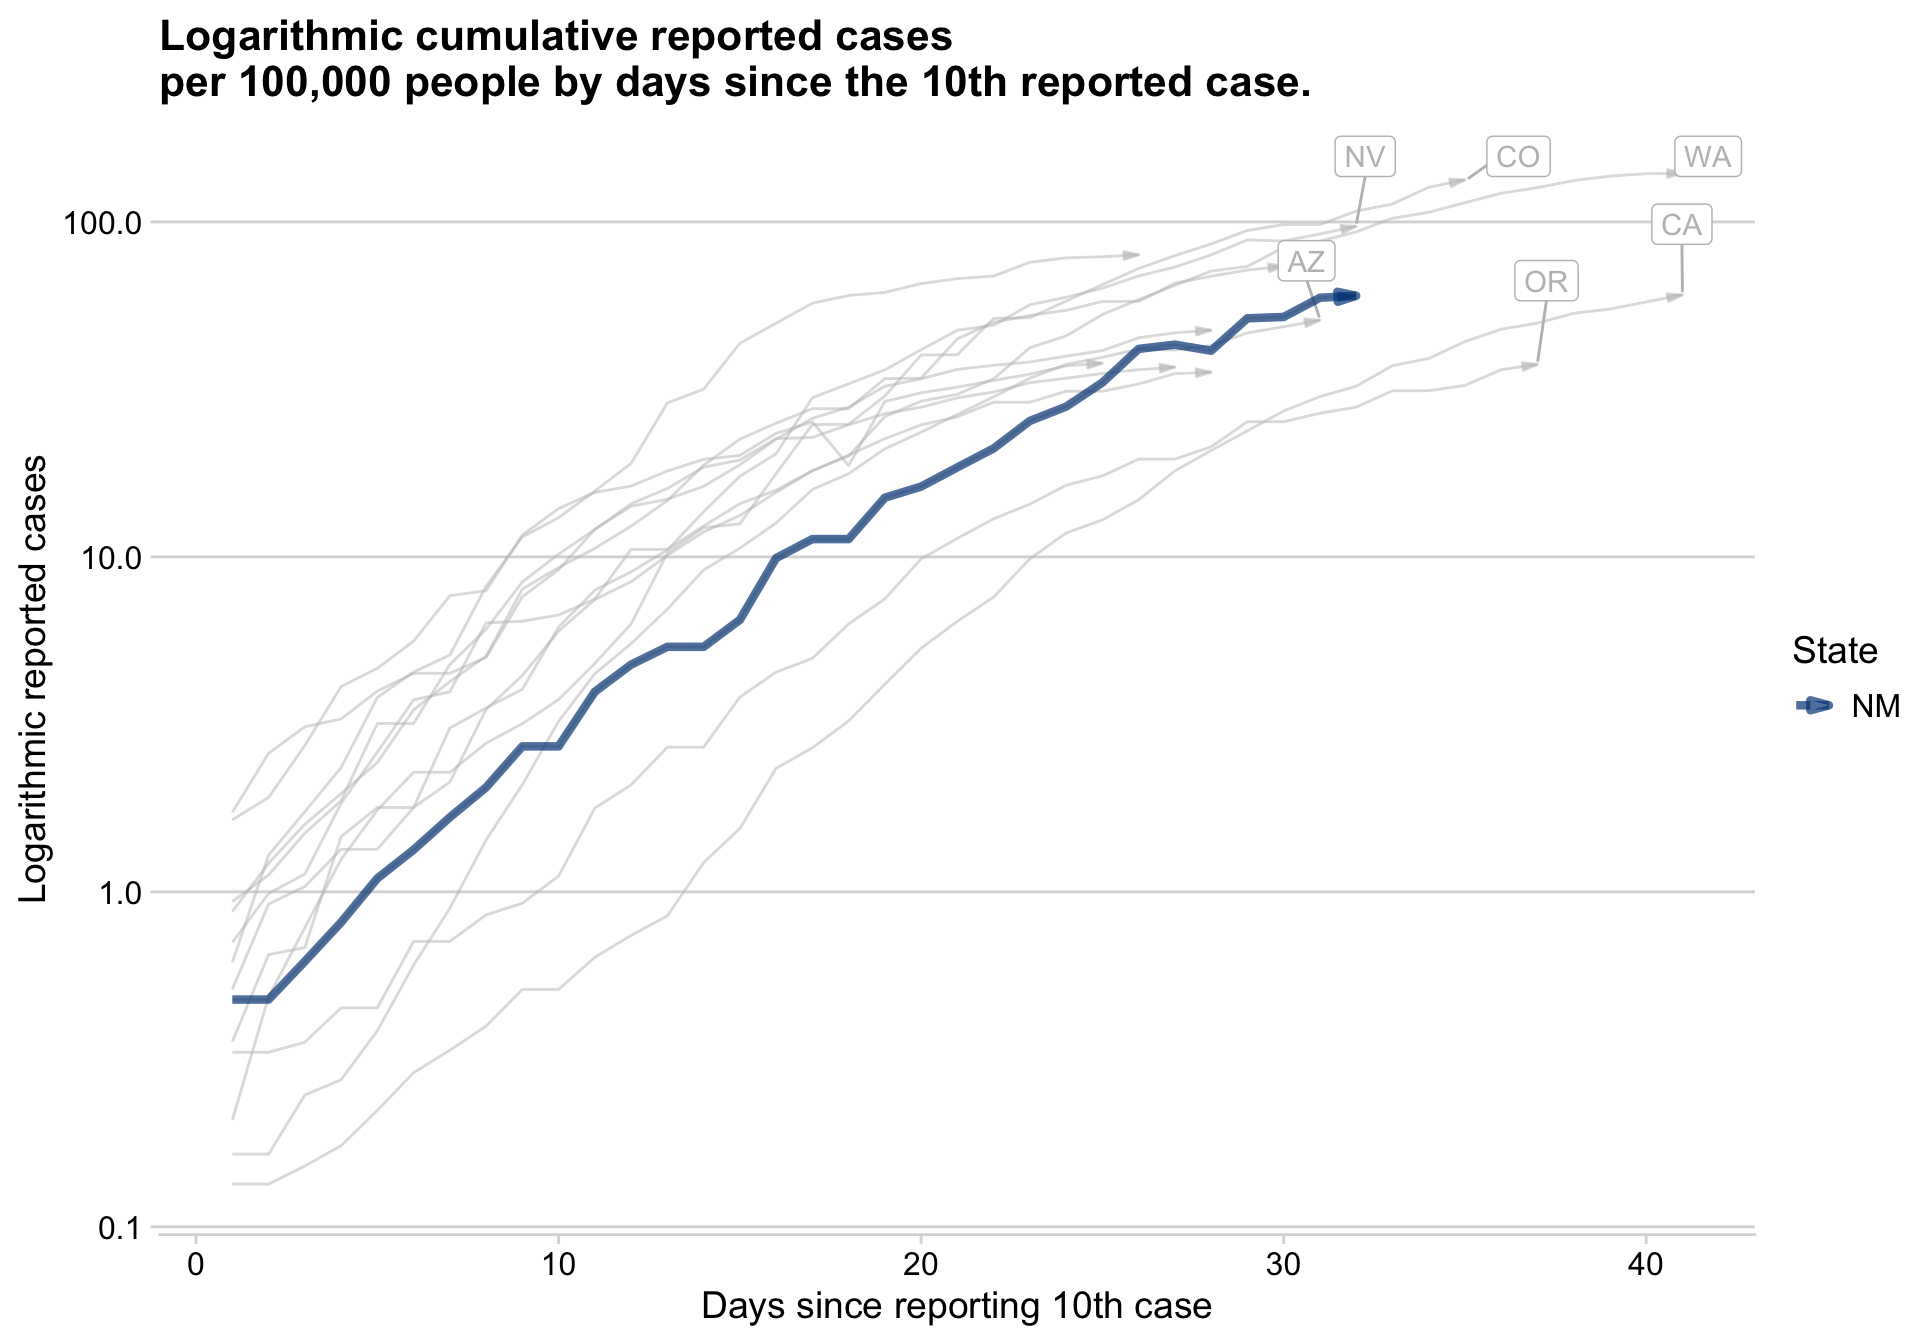 Logarithmic cumulative reported cases
per 100,000 people by days since the 10th reported case.
NV
CO
WA
100.0
CA
AZ
OR
Logarithmic reported cases
10.0
State
NM
1.0
0.1
0
10
20
30
40
Days since reporting 10th case